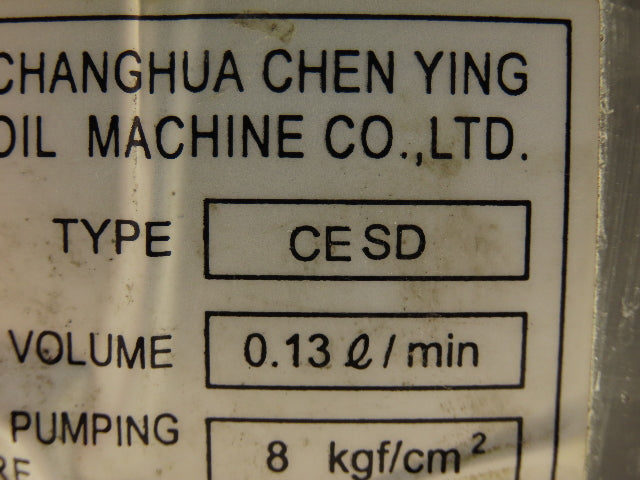 CHANGHUA CHEN YING
OIL MACHINE CO.,LTD.
TYPE CESD
VOLUME 0.13 ℓ/min
PUMPING
8 kgf/cm²